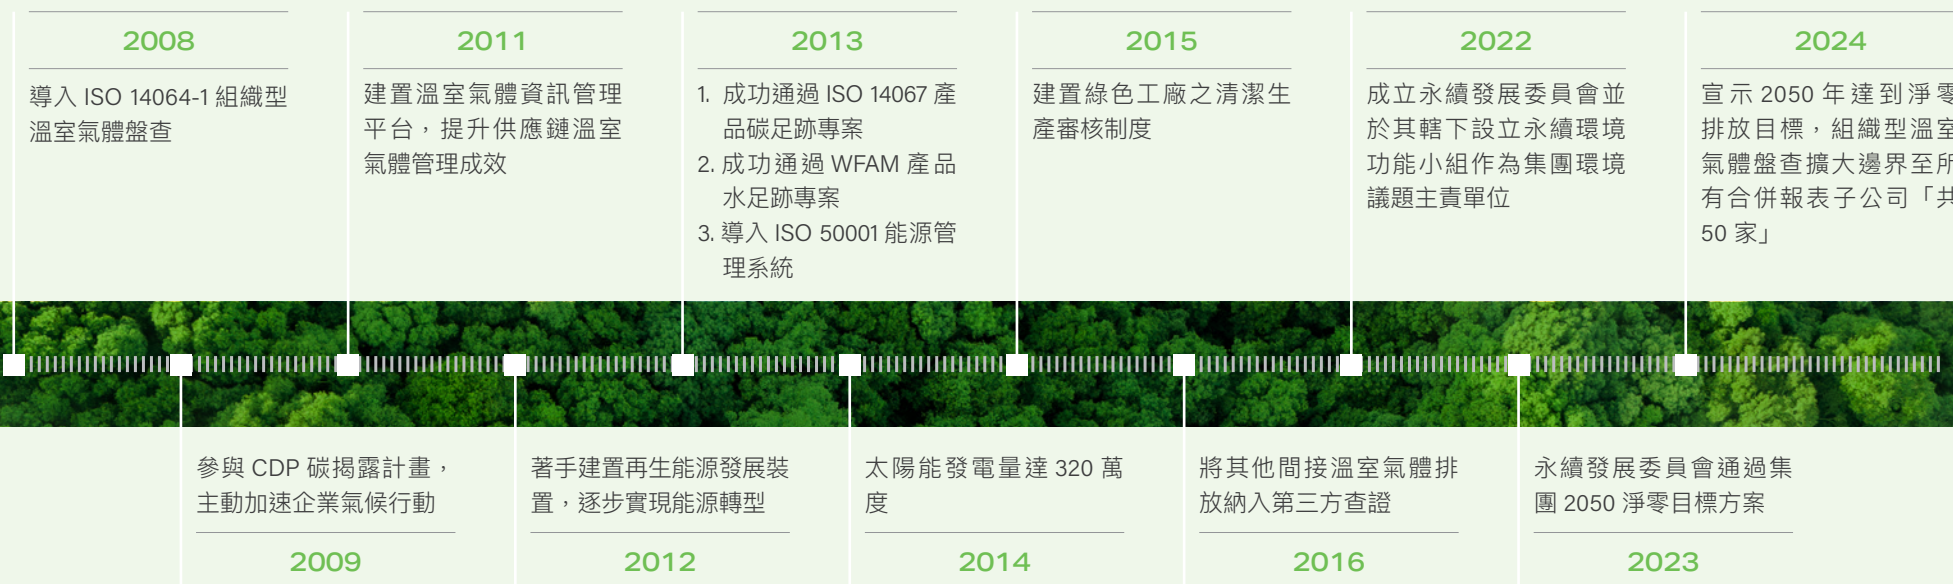 2008
導入 ISO 14064-1 組織型
溫室氣體盤查
2011
建置溫室氣體資訊管理
平台，提升供應鏈溫室
氣體管理成效
2013
1. 成功通過 ISO 14067 產
品碳足跡專案
2. 成功通過 WFAM 產品
水足跡專案
3. 導入 ISO 50001 能源管
理系統
2015
建置綠色工廠之清潔生
產審核制度
2022
成立永續發展委員會並
於其轄下設立永續環境
功能小組作為集團環境
議題主責單位
2024
宣示 2050 年達到淨零
排放目標，組織型溫室
氣體盤查擴大邊界至所
有合併報表子公司「共
50 家」
參與 CDP 碳揭露計畫，
主動加速企業氣候行動
2009
著手建置再生能源發展裝
置，逐步實現能源轉型
2012
太陽能發電量達 320 萬
度
2014
將其他間接溫室氣體排
放納入第三方查證
2016
永續發展委員會通過集
團 2050 淨零目標方案
2023